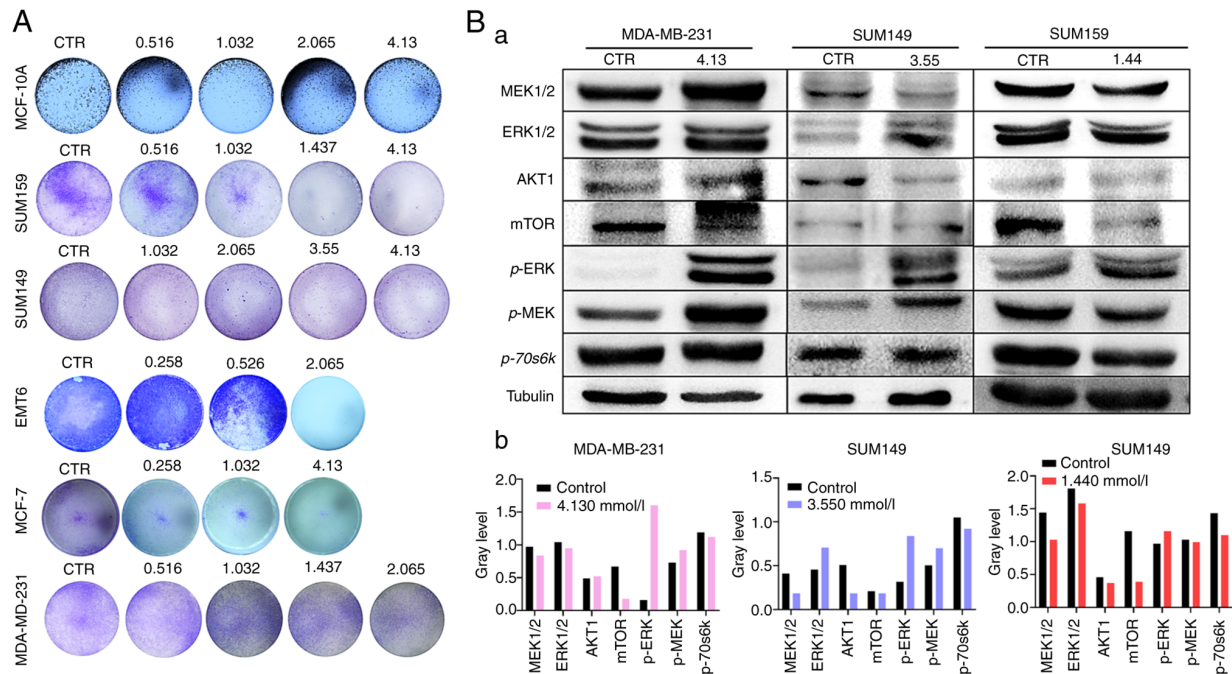 A
CTR 0.516 1.032 2.065 4.13
MCF-10A
0.516 1.032 1.437 4.13
CTR
SUM159
CTR 1.032 2.065 3.55 4.13
SUM149
CTR 0.258 0.526 2.065
EMT6
CTR 0.258 1.032 4.13
MCF-7
CTR 0.516 1.032 1.437 2.065
MDA-MD-231
B
a
MDA-MB-231 SUM149 SUM159
CTR 4.13 CTR 3.55 CTR 1.44
MEK1/2
ERK1/2
AKT1
mTOR
p-ERK
p-MEK
p-70s6k
Tubulin
b
MDA-MB-231
Control
4.130 mmol/l
Gray level
2.0
1.5
1.0
0.5
0.0
MEK1/2 ERK1/2 AKT1 mTOR p-ERK p-MEK p-70s6k
SUM149
Control
3.550 mmol/l
Gray level
1.5
1.0
0.5
0.0
MEK1/2 ERK1/2 AKT1 mTOR p-ERK p-MEK p-70s6k
SUM149
Control
1.440 mmol/l
Gray level
2.0
1.5
1.0
0.5
0.0
MEK1/2 ERK1/2 AKT1 mTOR p-ERK p-MEK p-70s6k